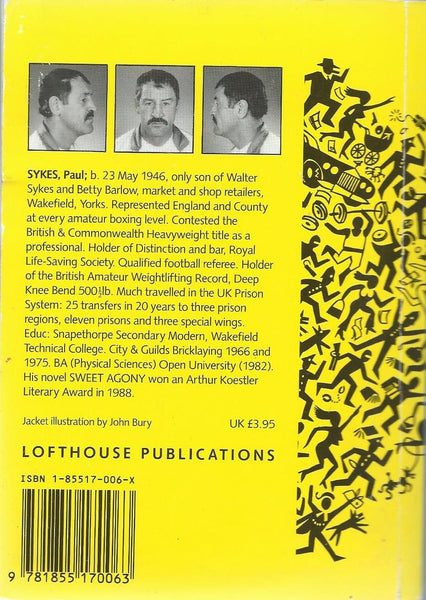 SYKES, Paul; b. 23 May 1946, only son of Walter
Sykes and Betty Barlow, market and shop retailers,
Wakefield, Yorks. Represented England and County
at every amateur boxing level. Contested the
British & Commonwealth Heavyweight title as a
professional. Holder of Distinction and bar, Royal
Life-Saving Society. Qualified football referee. Holder
of the British Amateur Weightlifting Record, Deep
Knee Bend 500½lb. Much travelled in the UK Prison
System: 25 transfers in 20 years to three prison
regions, eleven prisons and three special wings.
Educ: Snapethorpe Secondary Modern, Wakefield
Technical College. City & Guilds Bricklaying 1966 and
1975. BA (Physical Sciences) Open University (1982).
His novel SWEET AGONY won an Arthur Koestler
Literary Award in 1988.
Jacket illustration by John Bury UK £3.95
LOFTHOUSE PUBLICATIONS
ISBN 1-85517-006-X
9 781855 170063